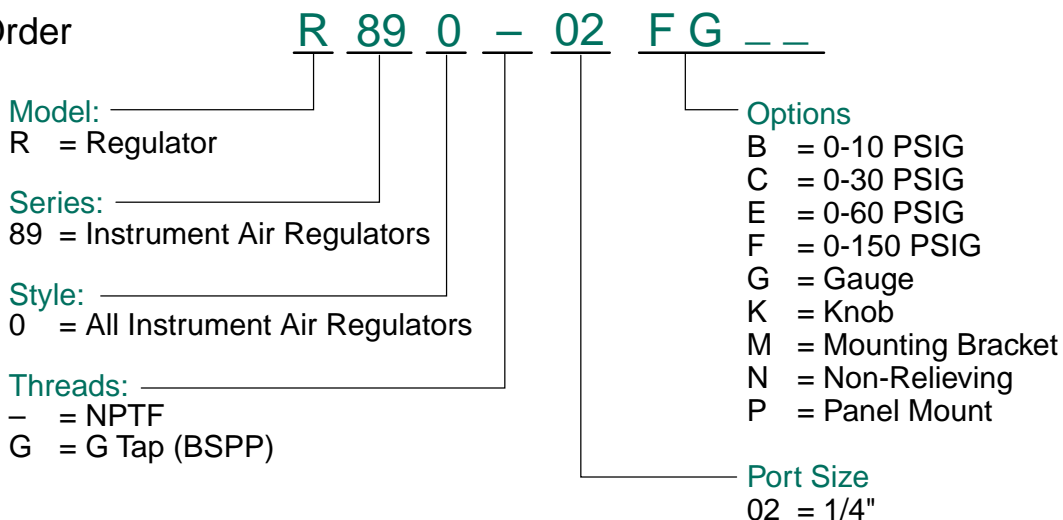 Order R 89 0 – 02 F G _ _
Model:
R = Regulator
Series:
89 = Instrument Air Regulators
Style:
0 = All Instrument Air Regulators
Threads:
– = NPTF
G = G Tap (BSPP)
Options
B = 0-10 PSIG
C = 0-30 PSIG
E = 0-60 PSIG
F = 0-150 PSIG
G = Gauge
K = Knob
M = Mounting Bracket
N = Non-Relieving
P = Panel Mount
Port Size
02 = 1/4"